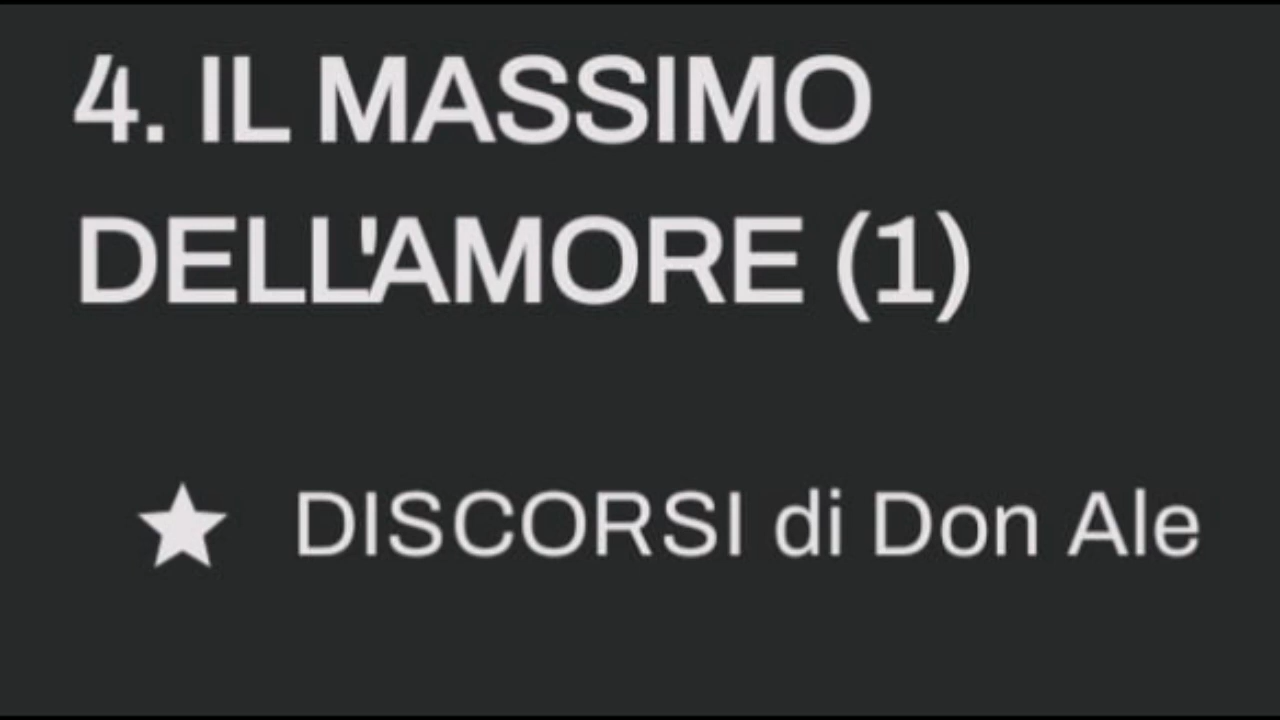 4. IL MASSIMO
DELL'AMORE (1)
★ DISCORSI di Don Ale